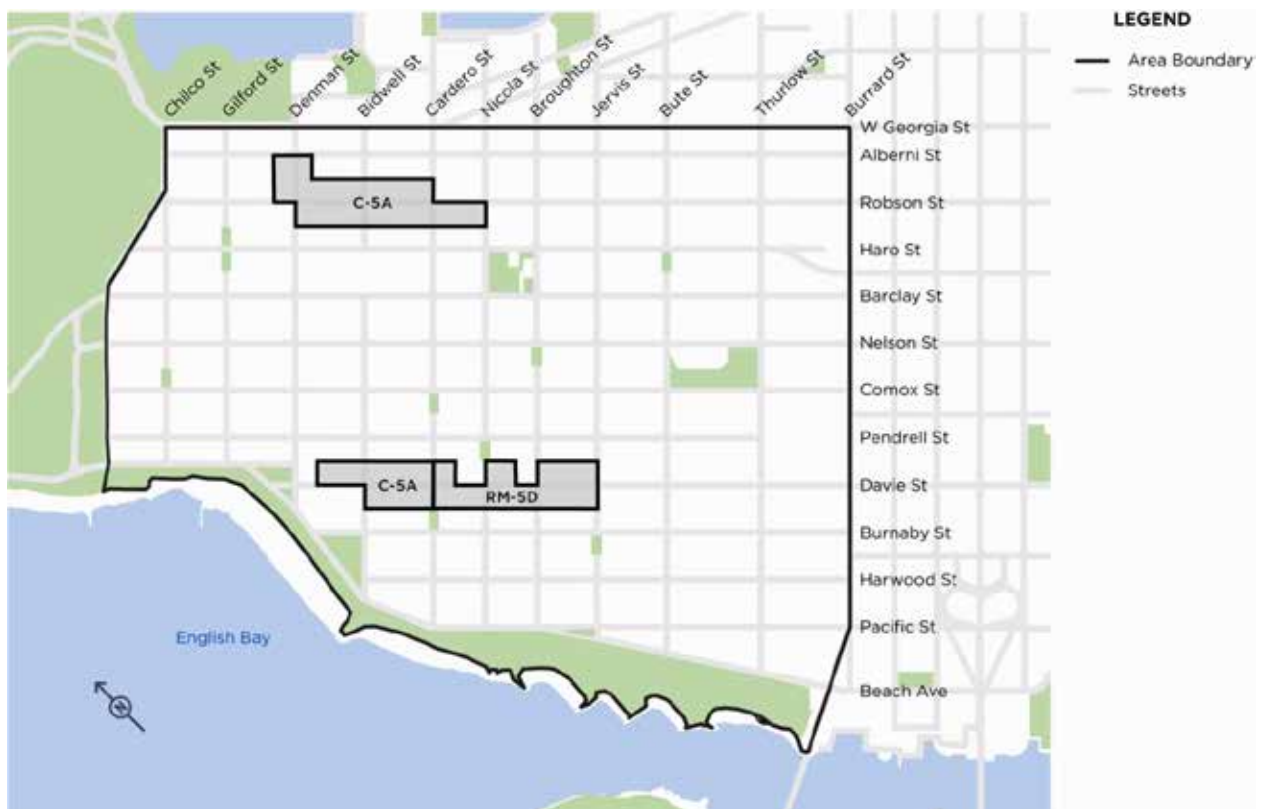 LEGEND
Area Boundary
Streets
Chilco St
Gilford St
Denman St
Bidwell St
Cardero St
Nicola St
Broughton St
Jervis St
Bute St
Thurlow St
Burrard St
W Georgia St
Alberni St
C-5A
Robson St
Haro St
Barclay St
Nelson St
Comox St
Pendrell St
C-5A
RM-5D
Davie St
Burnaby St
Harwood St
Pacific St
English Bay
Beach Ave
N